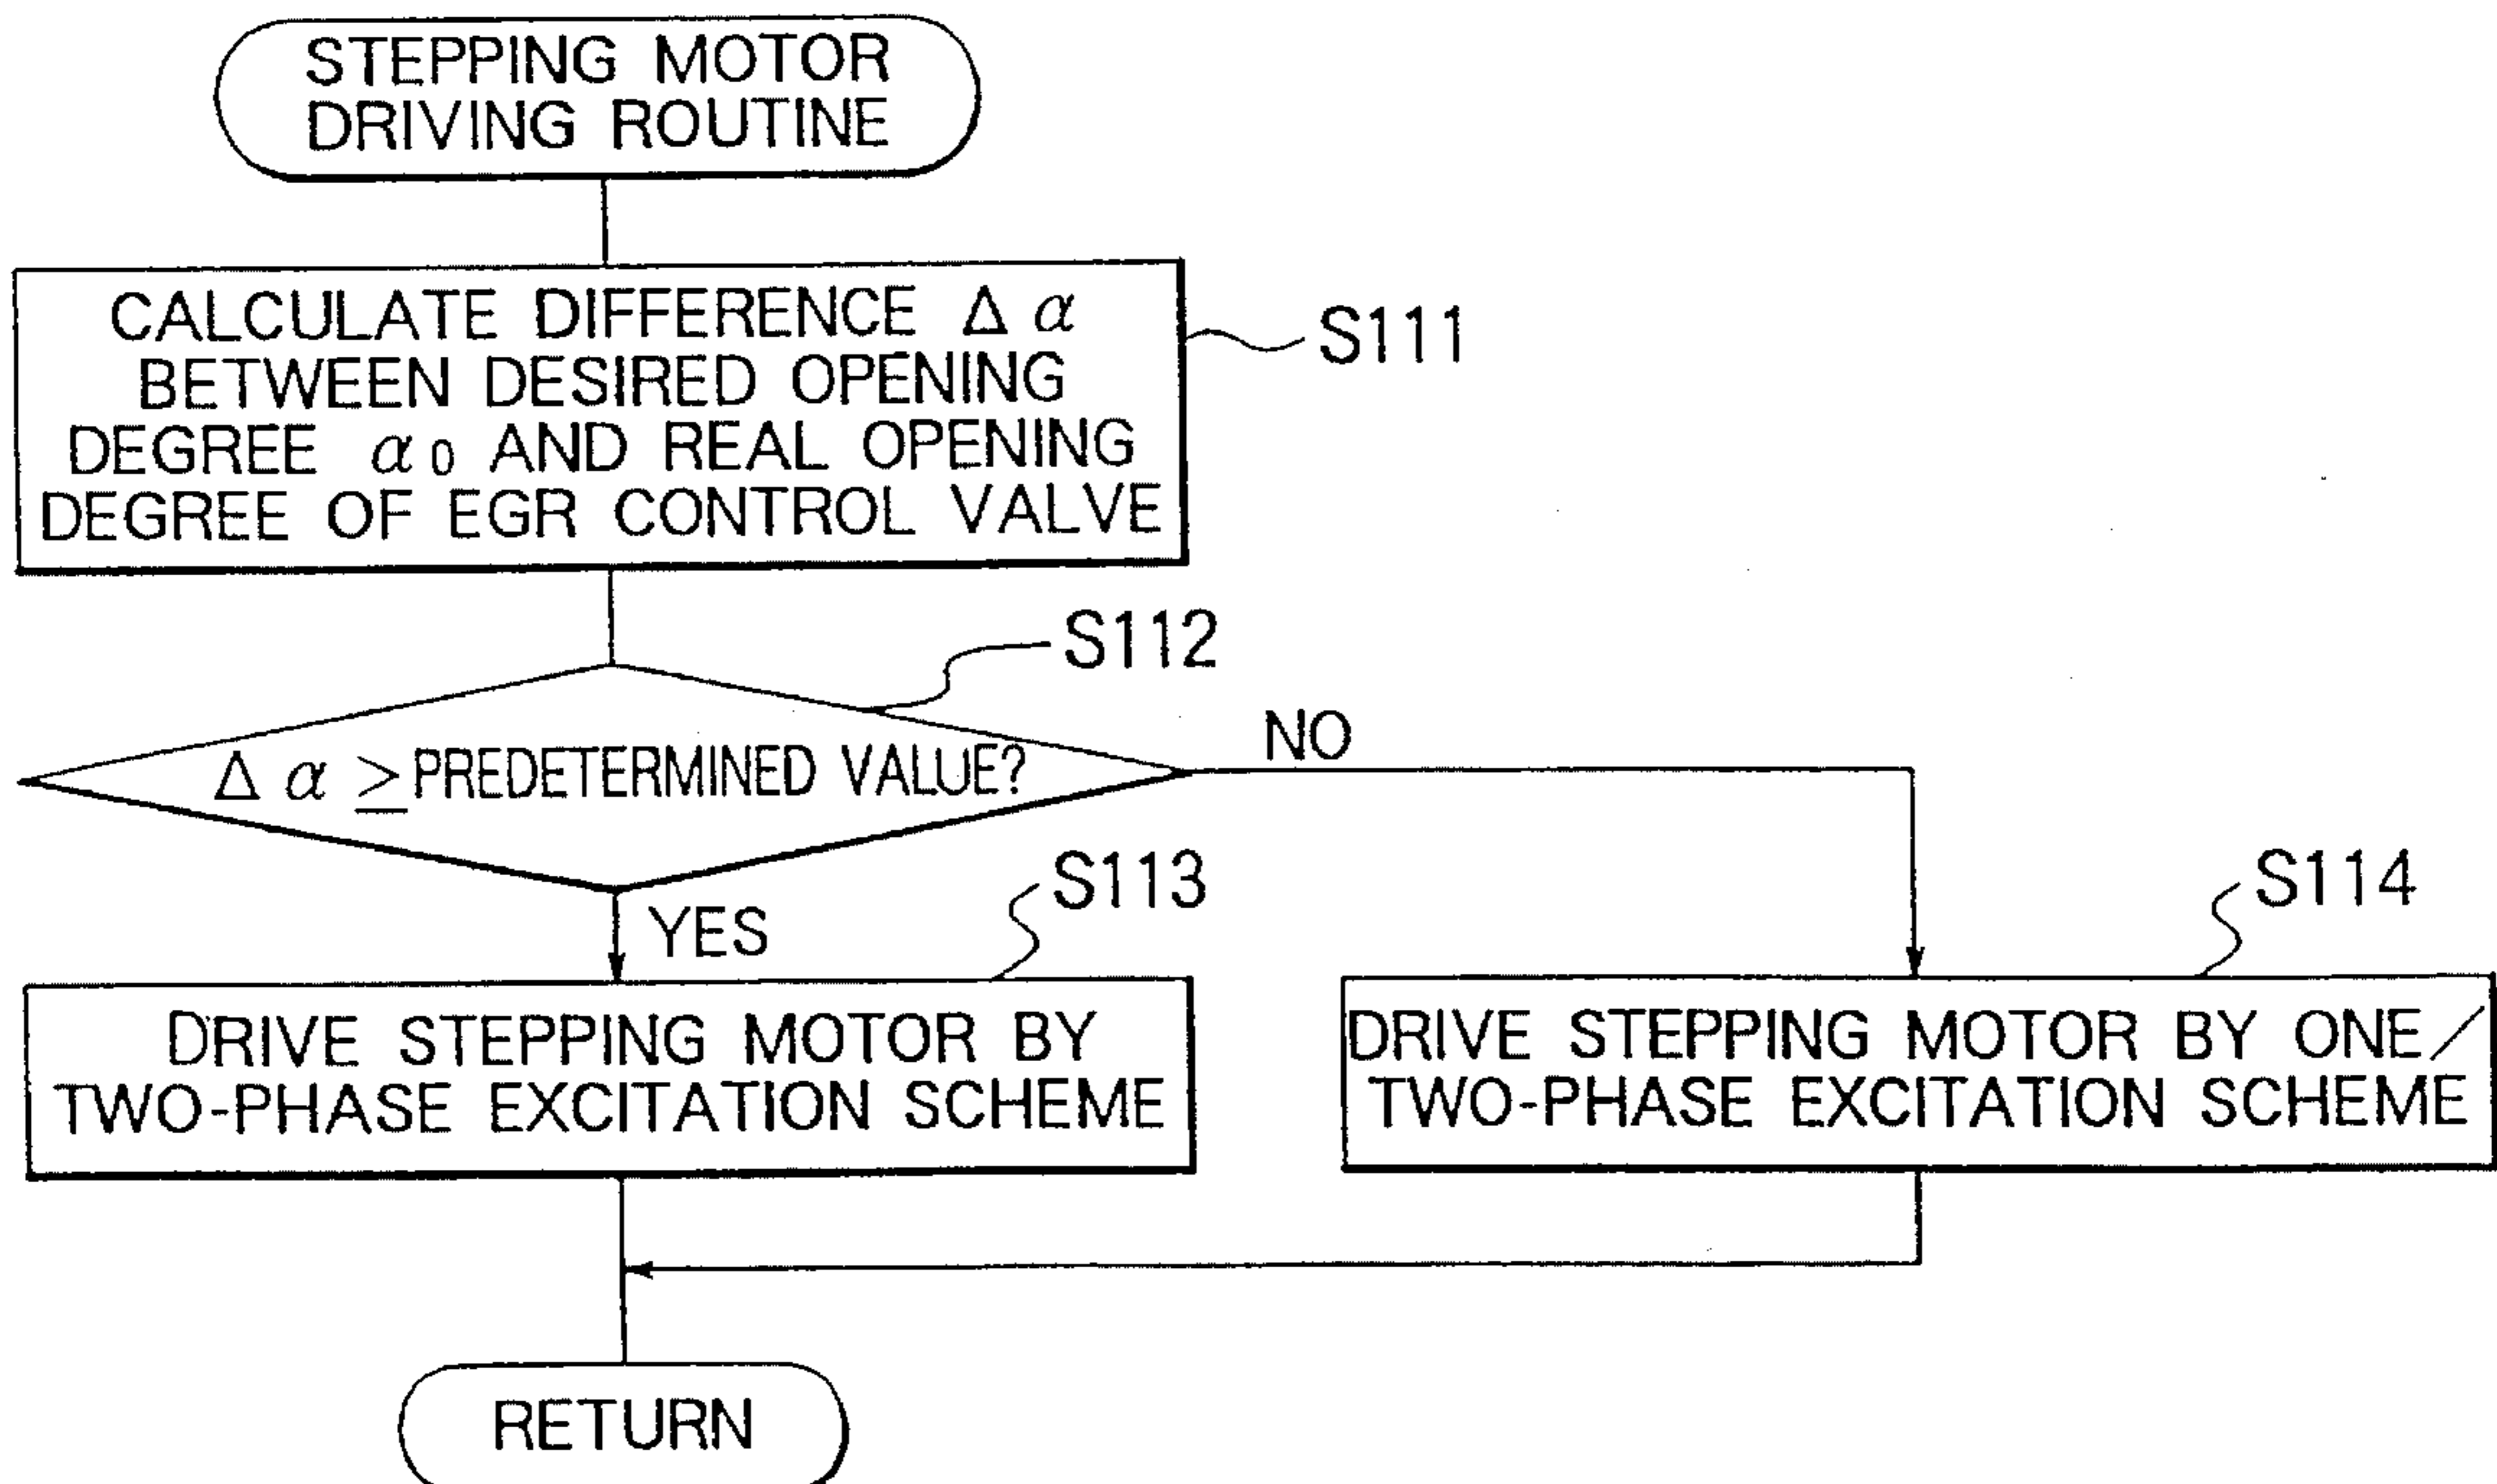 STEPPING MOTOR
DRIVING ROUTINE
CALCULATE DIFFERENCE Δ α
BETWEEN DESIRED OPENING
DEGREE α0 AND REAL OPENING
DEGREE OF EGR CONTROL VALVE
S111
S112
Δ α ≥ PREDETERMINED VALUE?
NO
YES
S113
DRIVE STEPPING MOTOR BY
TWO-PHASE EXCITATION SCHEME
S114
DRIVE STEPPING MOTOR BY ONE/
TWO-PHASE EXCITATION SCHEME
RETURN